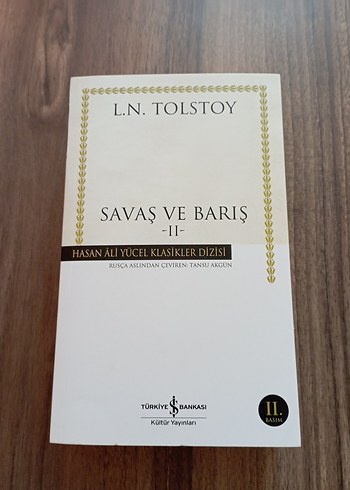 L.N. TOLSTOY
SAVAŞ VE BARIŞ
-II-
HASAN ÂLİ YÜCEL KLASİKLER DİZİSİ
RUSÇA ASLINDAN ÇEVİREN: TANSU AKGÜN
TÜRKİYE İŞ BANKASI
Kültür Yayınları
II.
BASIM